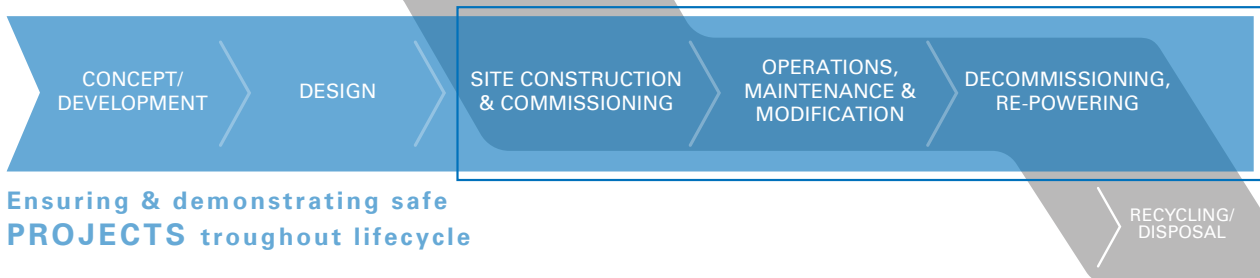 CONCEPT/
DEVELOPMENT
DESIGN
SITE CONSTRUCTION
& COMMISSIONING
OPERATIONS,
MAINTENANCE &
MODIFICATION
DECOMMISSIONING,
RE-POWERING
Ensuring & demonstrating safe
PROJECTS troughout lifecycle
RECYCLING/
DISPOSAL